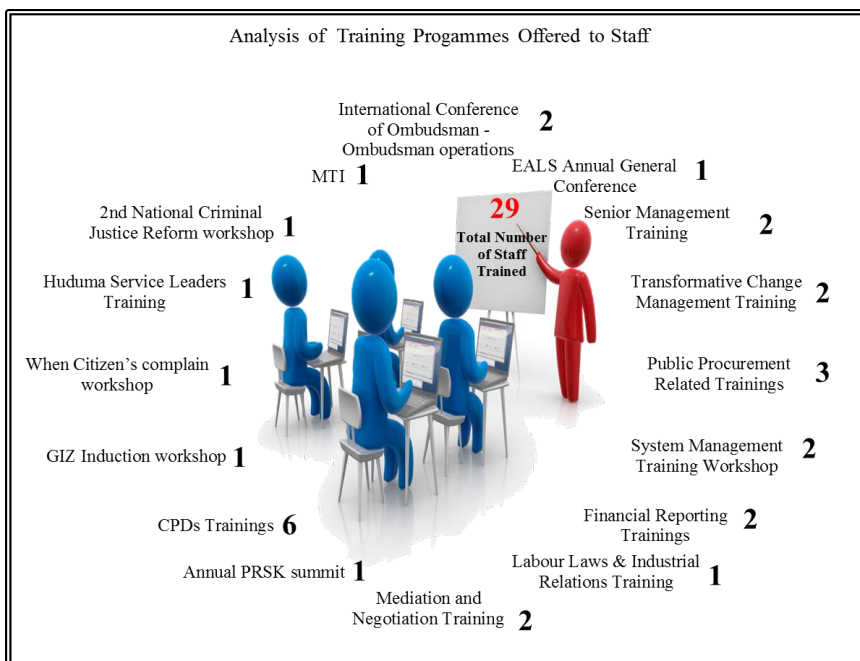 Analysis of Training Progammes Offered to Staff
International Conference
of Ombudsman -
Ombudsman operations
2
EALS Annual General
Conference
1
MTI 1
29
Total Number
of Staff
Trained
Senior Management
Training
2
2nd National Criminal
Justice Reform workshop
1
Huduma Service Leaders
Training
1
Transformative Change
Management Training
2
When Citizen’s complain
workshop
1
Public Procurement
Related Trainings
3
GIZ Induction workshop 1
System Management
Training Workshop
2
CPDs Trainings 6
Financial Reporting
Trainings
2
Annual PRSK summit 1
Labour Laws & Industrial
Relations Training
1
Mediation and
Negotiation Training
2